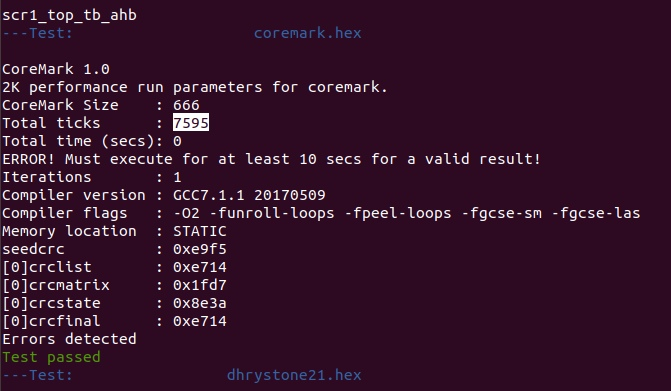 scr1_top_tb_ahb
---Test:                      coremark.hex

CoreMark 1.0
2K performance run parameters for coremark.
CoreMark Size    : 666
Total ticks      : 7595
Total time (secs): 0
ERROR! Must execute for at least 10 secs for a valid result!
Iterations       : 1
Compiler version : GCC7.1.1 20170509
Compiler flags   : -O2 -funroll-loops -fpeel-loops -fgcse-sm -fgcse-las
Memory location  : STATIC
seedcrc          : 0xe9f5
[0]crclist       : 0xe714
[0]crcmatrix     : 0x1fd7
[0]crcstate      : 0x8e3a
[0]crcfinal      : 0xe714
Errors detected
Test passed
---Test:                   dhrystone21.hex